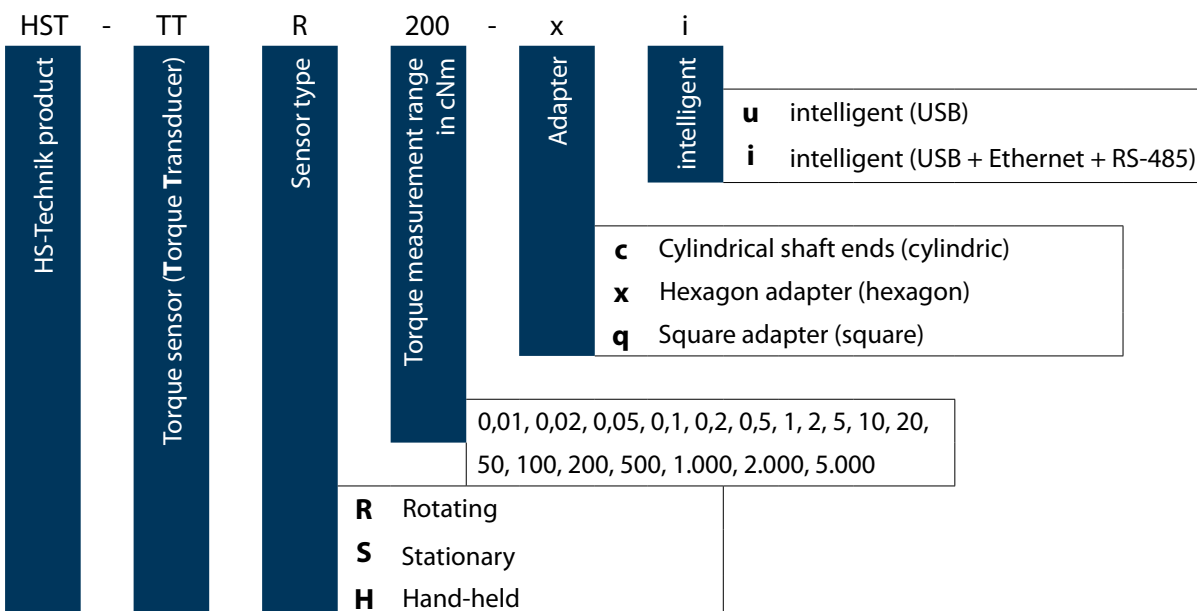 HST - TT R 200 - x i
HS-Technik product
Torque sensor (Torque Transducer)
Sensor type
Torque measurement range
in cNm
Adapter
intelligent
u intelligent (USB)
i intelligent (USB + Ethernet + RS-485)
c Cylindrical shaft ends (cylindric)
x Hexagon adapter (hexagon)
q Square adapter (square)
0,01, 0,02, 0,05, 0,1, 0,2, 0,5, 1, 2, 5, 10, 20,
50, 100, 200, 500, 1.000, 2.000, 5.000
R Rotating
S Stationary
H Hand-held